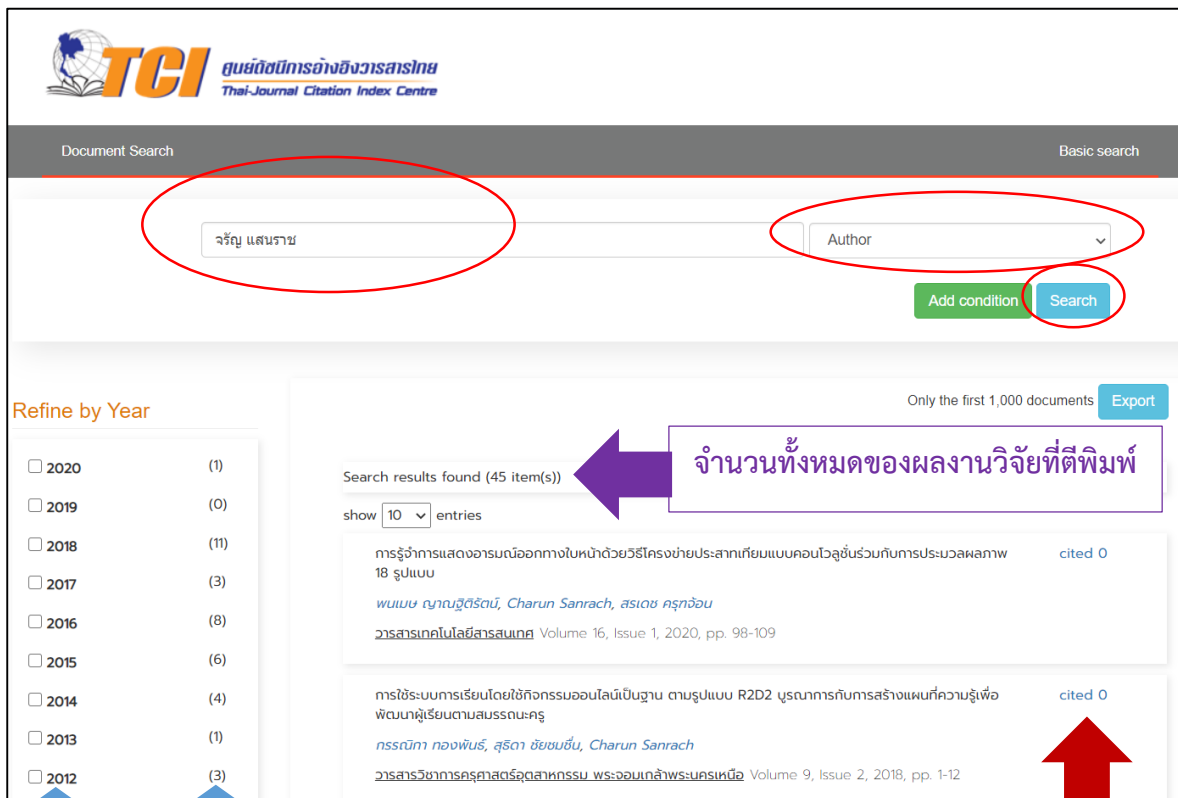 TCI
ศูนย์ดัชนีการอ้างอิงวารสารไทย
Thai-Journal Citation Index Centre
Document Search
Basic search
จรัญ แสนราช
Author
Add condition
Search
Refine by Year
Only the first 1,000 documents
Export
2020 (1)
2019 (0)
2018 (11)
2017 (3)
2016 (8)
2015 (6)
2014 (4)
2013 (1)
2012 (3)
จำนวนทั้งหมดของผลงานวิจัยที่ตีพิมพ์
Search results found (45 item(s))
show 10 entries
การรู้จำการแสดงอารมณ์ออกทางใบหน้าด้วยวิธีโครงข่ายประสาทเทียมแบบคอนโวลูชั่นร่วมกับการประมวลผลภาพ
18 รูปแบบ
cited 0
พนเมษ ญาณฐิติรัตน์, Charun Sanrach, สรเดช ครุฑจ้อน
วารสารเทคโนโลยีสารสนเทศ Volume 16, Issue 1, 2020, pp. 98-109
การใช้ระบบการเรียนโดยใช้กิจกรรมออนไลน์เป็นฐาน ตามรูปแบบ R2D2 บูรณาการกับการสร้างแผนที่ความรู้เพื่อ
พัฒนาผู้เรียนตามสมรรถนะครู
cited 0
กรรณิกา ทองพันธ์, สุธิดา ชัยชมชื่น, Charun Sanrach
วารสารวิชาการครุศาสตร์อุตสาหกรรม พระจอมเกล้าพระนครเหนือ Volume 9, Issue 2, 2018, pp. 1-12